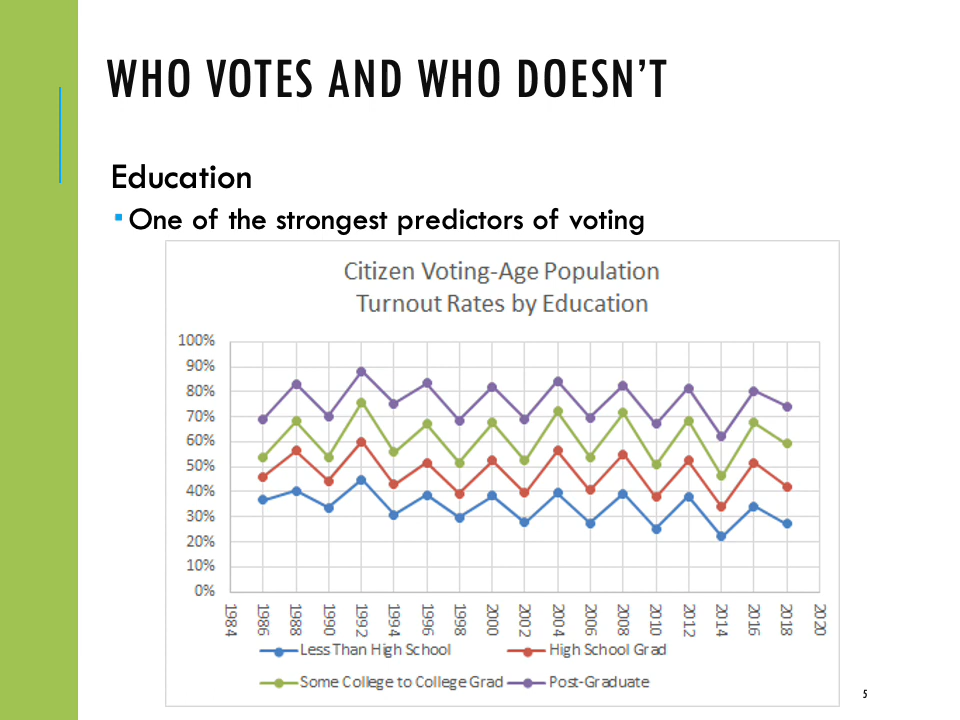 WHO VOTES AND WHO DOESN'T
Education
One of the strongest predictors of voting
Citizen Voting-Age Population
Turnout Rates by Education
100%
90%
80%
70%
60%
50%
40%
30%
20%
10%
0%
1984 1986 1988 1990 1992 1994 1996 1998 2000 2002 2004 2006 2008 2010 2012 2014 2016 2018 2020
Less Than High School High School Grad
Some College to College Grad Post-Graduate
5